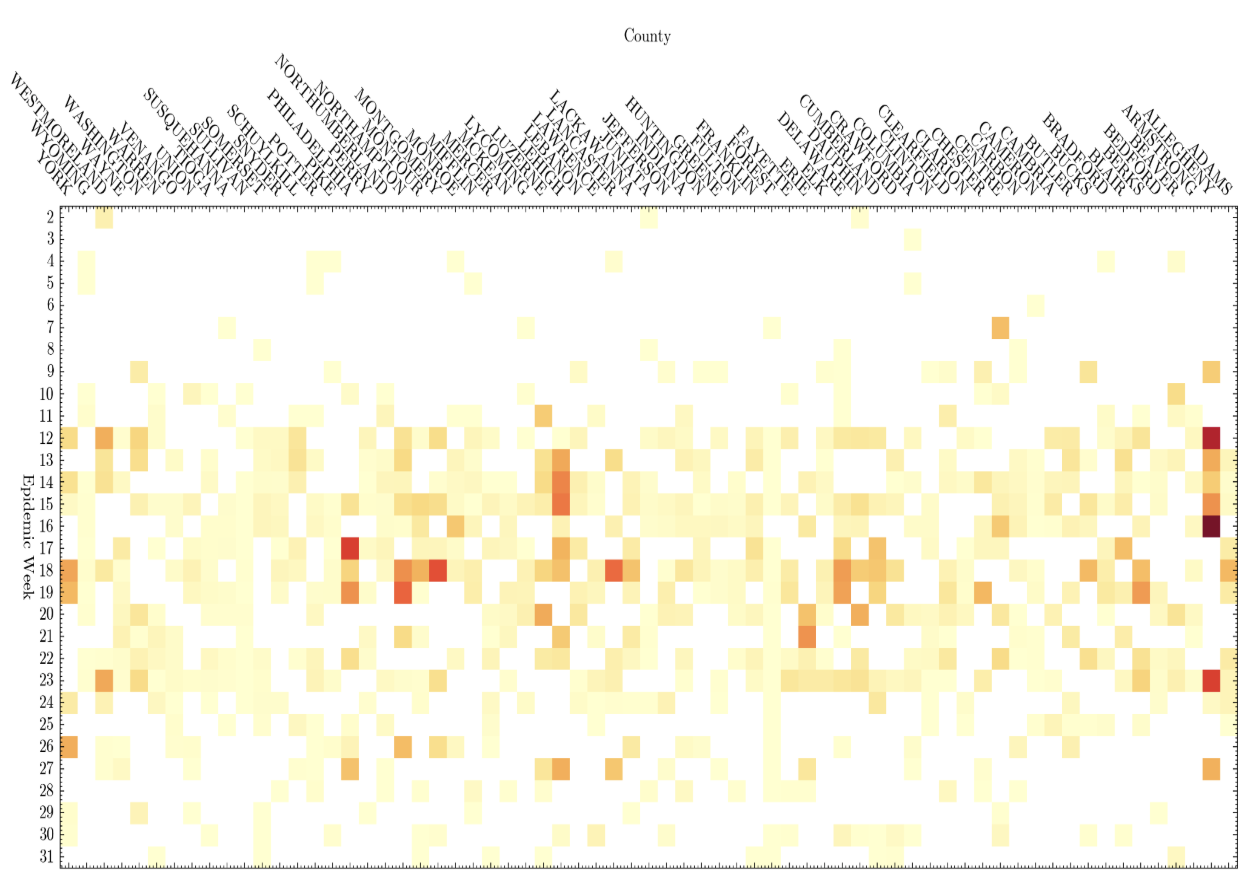 County
YORK
WYOMING
WESTMORELAND
WAYNE
WASHINGTON
WARREN
VENANGO
UNION
TIOGA
SUSQUEHANNA
SULLIVAN
SOMERSET
SNYDER
SCHUYLKILL
POTTER
PIKE
PHILADELPHIA
PERRY
NORTHUMBERLAND
NORTHAMPTON
MONTOUR
MONTGOMERY
MONROE
MIFFLIN
MERCER
MCKEAN
LYCOMING
LUZERNE
LEHIGH
LEBANON
LAWRENCE
LANCASTER
LACKAWANNA
JUNIATA
JEFFERSON
INDIANA
HUNTINGDON
GREENE
FULTON
FRANKLIN
FOREST
FAYETTE
ERIE
ELK
DELAWARE
DAUPHIN
CUMBERLAND
CRAWFORD
COLUMBIA
CLINTON
CLEARFIELD
CLARION
CHESTER
CENTRE
CARBON
CAMERON
CAMBRIA
BUTLER
BUCKS
BRADFORD
BLAIR
BERKS
BEDFORD
BEAVER
ARMSTRONG
ALLEGHENY
ADAMS
Epidemic Week
2
3
4
5
6
7
8
9
10
11
12
13
14
15
16
17
18
19
20
21
22
23
24
25
26
27
28
29
30
31